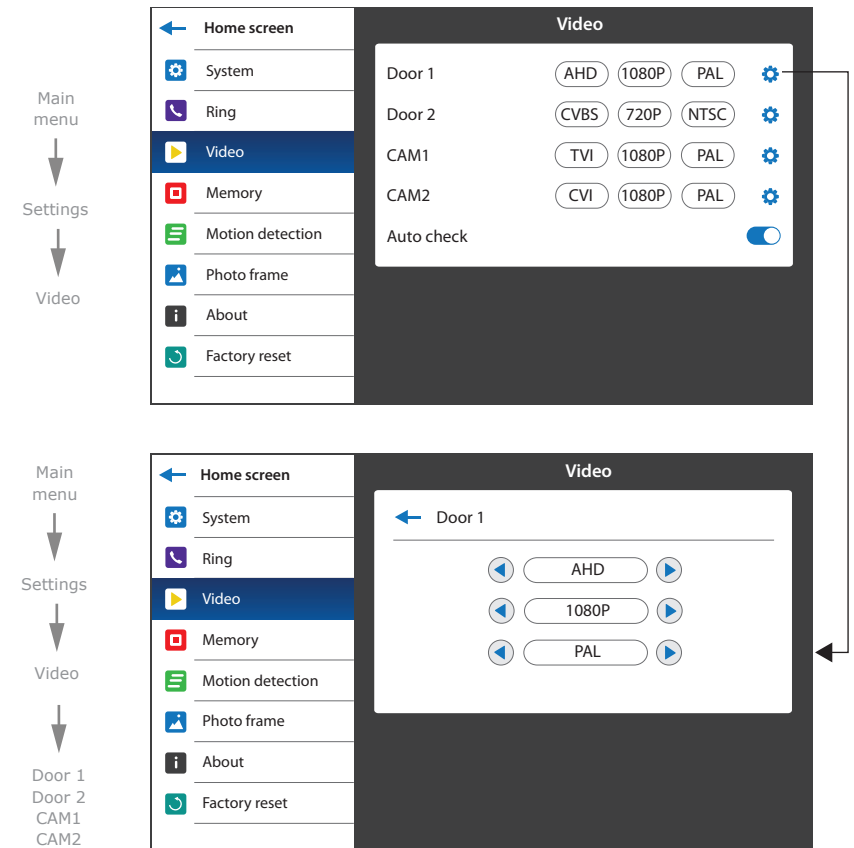 Main
menu
Settings
Video
Home screen
System
Ring
Video
Memory
Motion detection
Photo frame
About
Factory reset
Video
Door 1 AHD 1080P PAL
Door 2 CVBS 720P NTSC
CAM1 TVI 1080P PAL
CAM2 CVI 1080P PAL
Auto check
Main
menu
Settings
Video
Door 1
Door 2
CAM1
CAM2
Home screen
System
Ring
Video
Memory
Motion detection
Photo frame
About
Factory reset
Video
Door 1
AHD
1080P
PAL